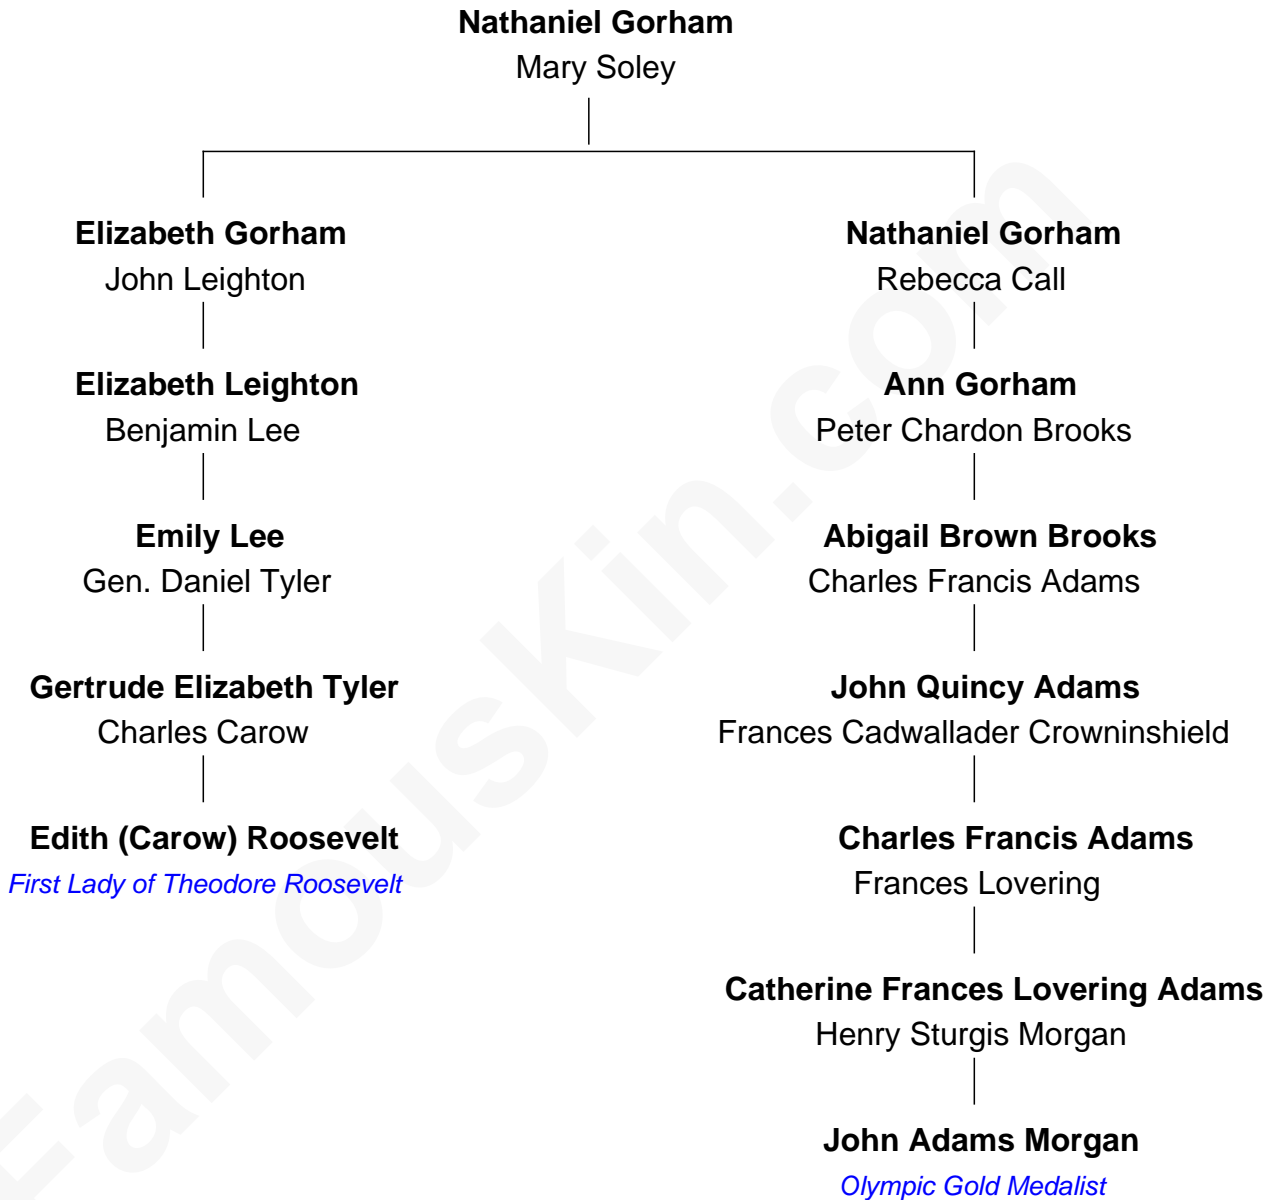 Nathaniel Gorham
Mary Soley
Elizabeth Gorham
John Leighton
Elizabeth Leighton
Benjamin Lee
Emily Lee
Gen. Daniel Tyler
Gertrude Elizabeth Tyler
Charles Carow
Edith (Carow) Roosevelt
First Lady of Theodore Roosevelt
Nathaniel Gorham
Rebecca Call
Ann Gorham
Peter Chardon Brooks
Abigail Brown Brooks
Charles Francis Adams
John Quincy Adams
Frances Cadwallader Crowninshield
Charles Francis Adams
Frances Lovering
Catherine Frances Lovering Adams
Henry Sturgis Morgan
John Adams Morgan
Olympic Gold Medalist
FamousKin.com